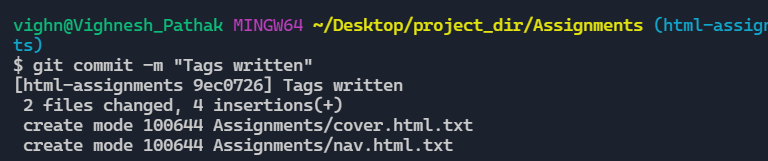 vighn@Vighnesh_Pathak MINGW64 ~/Desktop/project_dir/Assignments (html-assignmen
ts)
$ git commit -m "Tags written"
[html-assignments 9ec0726] Tags written
 2 files changed, 4 insertions(+)
 create mode 100644 Assignments/cover.html.txt
 create mode 100644 Assignments/nav.html.txt